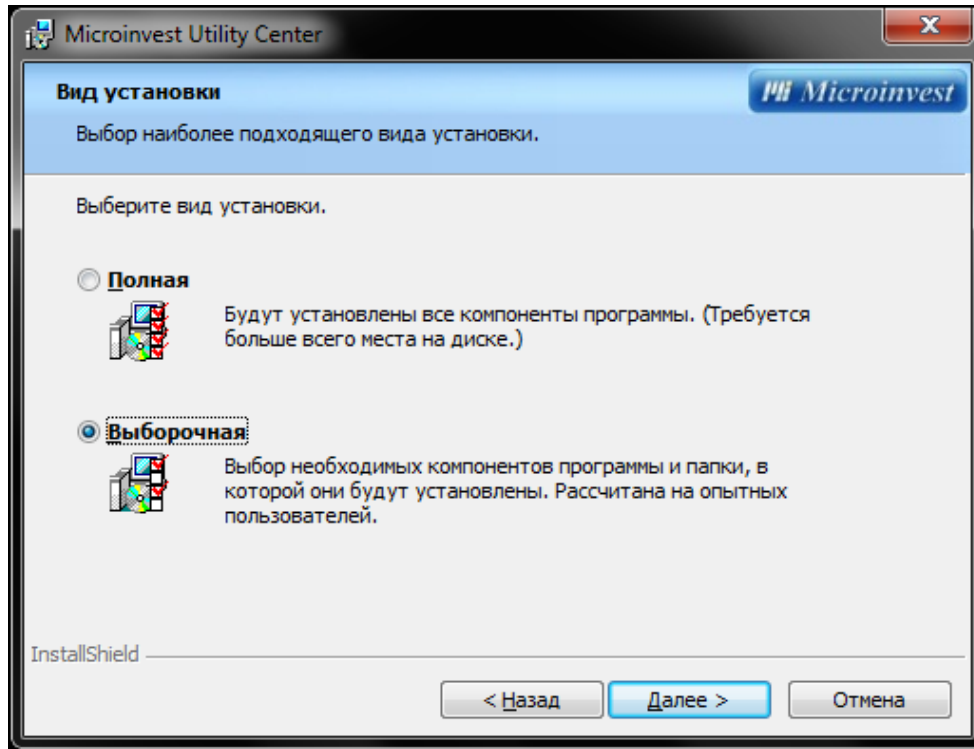 Microinvest Utility Center
Вид установки
Microinvest
Выбор наиболее подходящего вида установки.
Выберите вид установки.
Полная
Будут установлены все компоненты программы. (Требуется
больше всего места на диске.)
Выборочная
Выбор необходимых компонентов программы и папки, в
которой они будут установлены. Рассчитана на опытных
пользователей.
InstallShield
< Назад
Далее >
Отмена